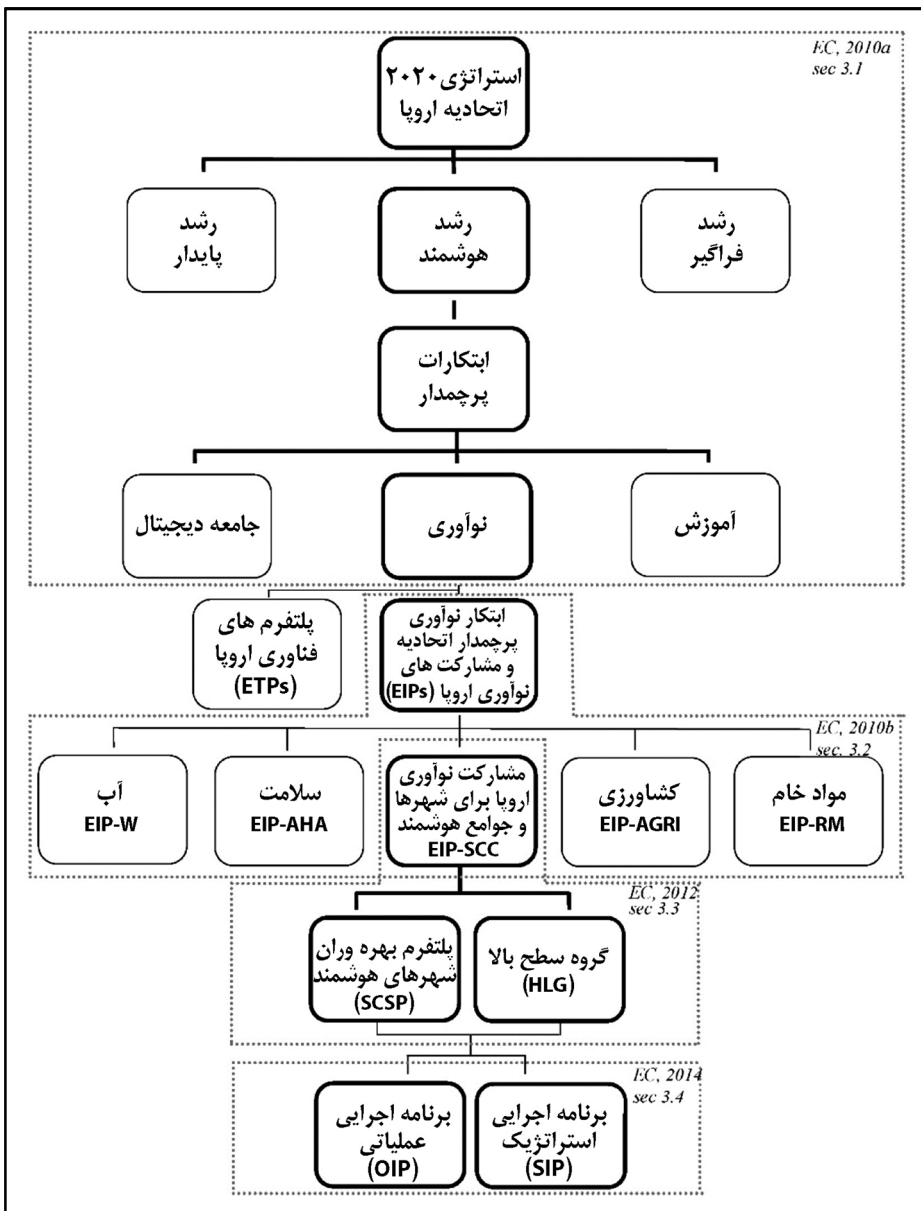 EC, 2010a
sec 3.1
استراتژی ۲۰۲۰
اتحادیه اروپا
رشد
فراگیر
رشد
هوشمند
رشد
پایدار
ابتکارات
پرچمدار
آموزش
نوآوری
جامعه دیجیتال
ابتکار نوآوری
پرچمدار اتحادیه
و مشارکت های
نوآوری اروپا (EIPs)
پلتفرم های
فناوری اروپا
(ETPs)
EC, 2010b
sec. 3.2
مواد خام
EIP-RM
کشاورزی
EIP-AGRI
مشارکت نوآوری
اروپا برای شهرها
و جوامع هوشمند
EIP-SCC
سلامت
EIP-AHA
آب
EIP-W
EC, 2012
sec 3.3
گروه سطح بالا
(HLG)
پلتفرم بهره وران
شهرهای هوشمند
(SCSP)
EC, 2014
sec 3.4
برنامه اجرایی
استراتژیک
(SIP)
برنامه اجرایی
عملیاتی
(OIP)